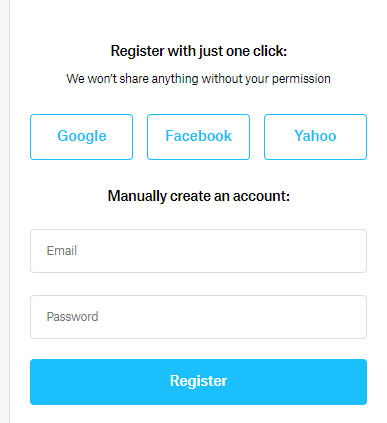 Register with just one click:
We won't share anything without your permission
Google Facebook Yahoo
Manually create an account:
Email
Password
Register